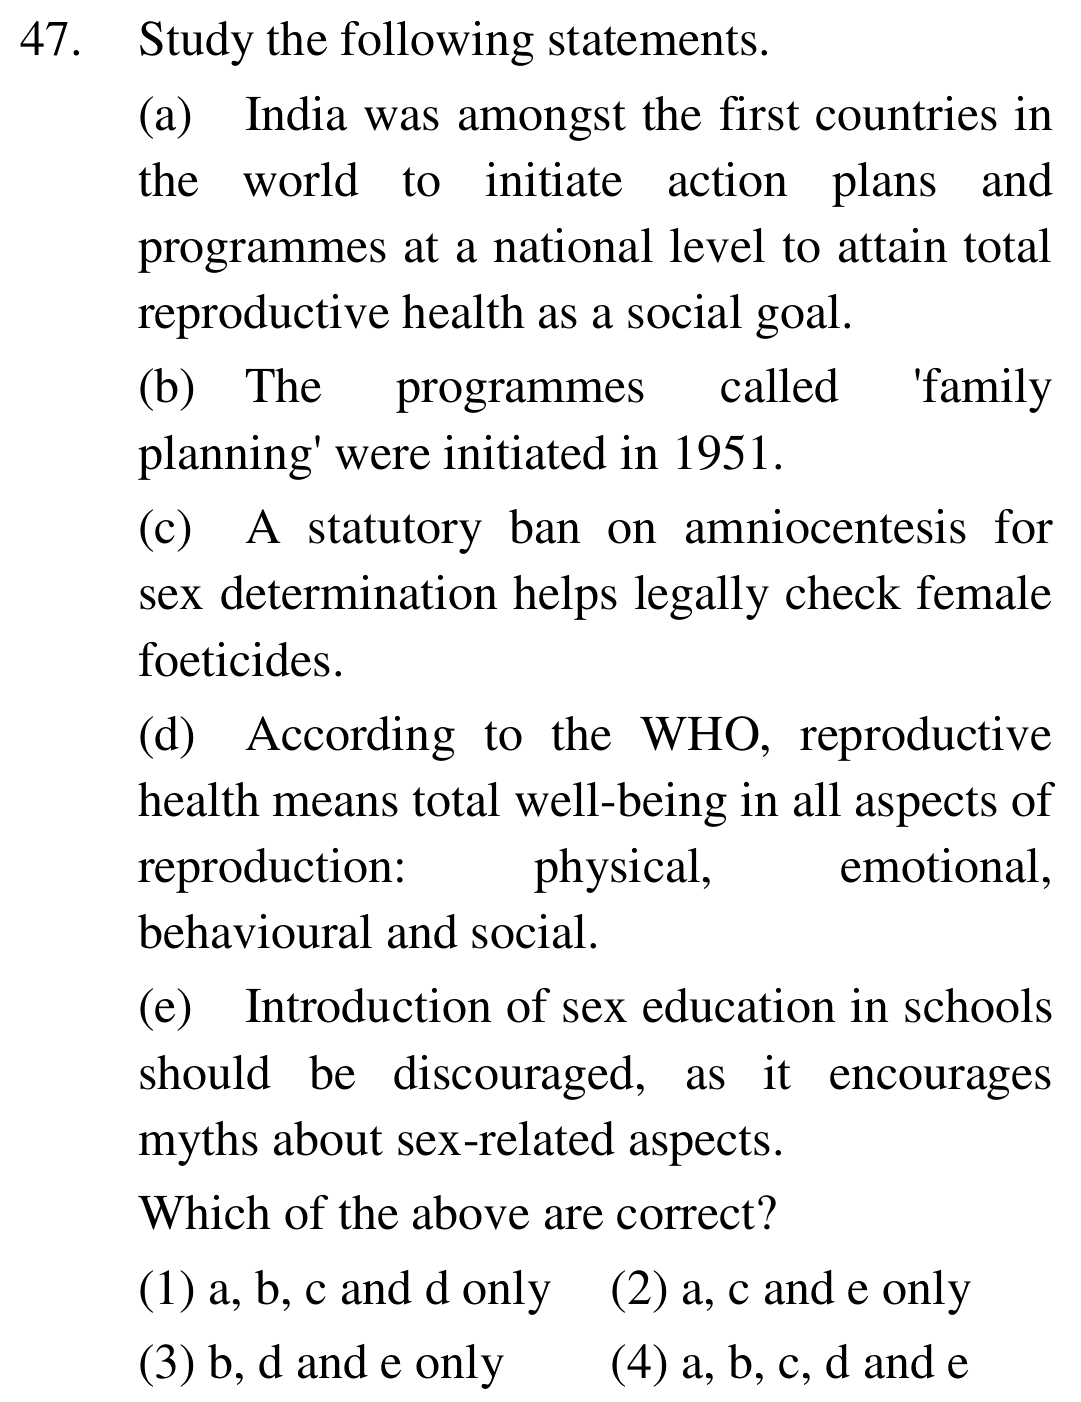 47. Study the following statements.
(a) India was amongst the first countries in
the world to initiate action plans and
programmes at a national level to attain total
reproductive health as a social goal.
(b) The programmes called 'family
planning' were initiated in 1951.
(c) A statutory ban on amniocentesis for
sex determination helps legally check female
foeticides.
(d) According to the WHO, reproductive
health means total well-being in all aspects of
reproduction: physical, emotional,
behavioural and social.
(e) Introduction of sex education in schools
should be discouraged, as it encourages
myths about sex-related aspects.
Which of the above are correct?
(1) a, b, c and d only (2) a, c and e only
(3) b, d and e only (4) a, b, c, d and e